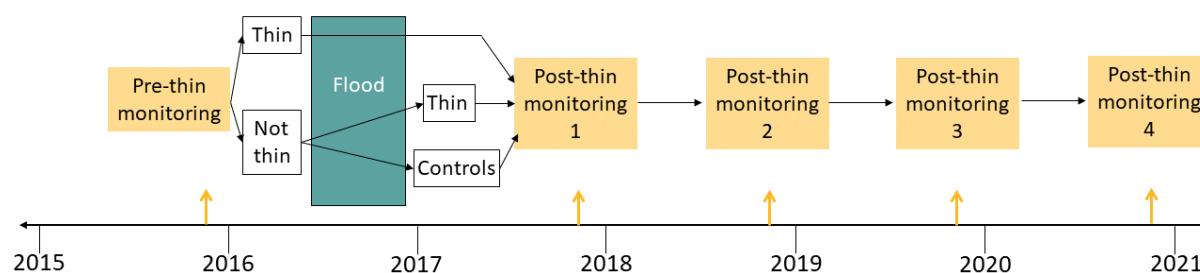 Thin
Flood
Pre-thin
monitoring
Not
thin
Thin
Controls
Post-thin
monitoring
1
Post-thin
monitoring
2
Post-thin
monitoring
3
Post-thin
monitoring
4
2015
2016
2017
2018
2019
2020
2021